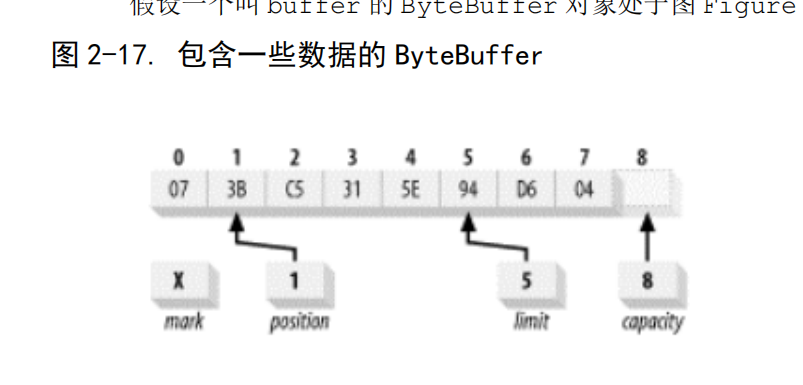 假设一个叫 buffer 的 ByteBuffer 对象处于图 Figure
图 2-17. 包含一些数据的 ByteBuffer
0 1 2 3 4 5 6 7 8
07 3B C5 31 5E 94 D6 04
X 1 5 8
mark position limit capacity